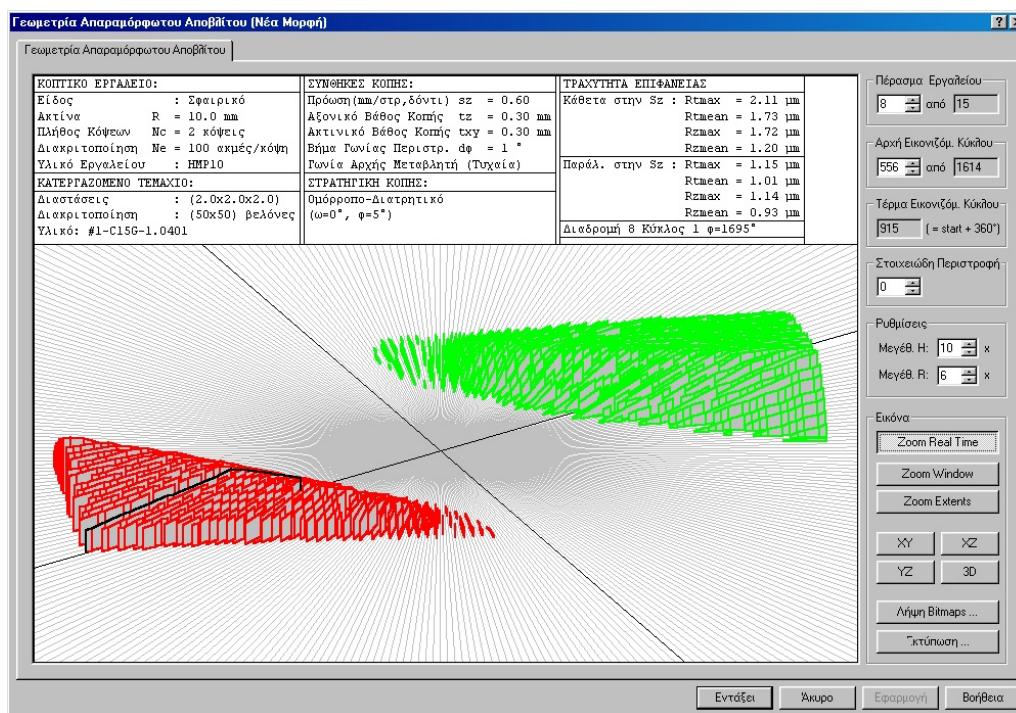 Γεωμετρία Απαραμόρφωτου Αποβλίτου (Νέα Μορφή)
Γεωμετρία Απαραμόρφωτου Αποβλίτου
ΚΟΠΤΙΚΟ ΕΡΓΑΛΕΙΟ:
Είδος : Σφαιρικό
Ακτίνα R = 10.0 mm
Πλήθος Κόψεων Nc = 2 κόψεις
Διακριτοποίηση Ne = 100 ακμές/κόψη
Υλικό Εργαλείου : HMP10
ΚΑΤΕΡΓΑΖΟΜΕΝΟ ΤΕΜΑΧΙΟ:
Διαστάσεις : (2.0x2.0x2.0)
Διακριτοποίηση : (50x50) βελόνες
Υλικό: #1-C15G-1.0401
ΣΥΝΘΗΚΕΣ ΚΟΠΗΣ:
Πρόωση(mm/στρ,δόντι) sz = 0.60
Αξονικό Βάθος Κοπής tz = 0.30 mm
Ακτινικό Βάθος Κοπής txy = 0.30 mm
Βήμα Γωνίας Περιστρ. dφ = 1 °
Γωνία Αρχής Μεταβλητή (Τυχαία)
ΣΤΡΑΤΗΓΙΚΗ ΚΟΠΗΣ:
Ομόρροπο-Διατρητικό
(ω=0°, φ=5°)
ΤΡΑΧΥΤΗΤΑ ΕΠΙΦΑΝΕΙΑΣ
Κάθετα στην Sz : Rtmax = 2.11 μm
Rtmean = 1.73 μm
Rzmax = 1.72 μm
Rzmean = 1.20 μm
Παράλ. στην Sz : Rtmax = 1.15 μm
Rtmean = 1.01 μm
Rzmax = 1.14 μm
Rzmean = 0.93 μm
Διαδρομή 8 Κύκλος 1 φ=1695°
Πέρασμα Εργαλείου
8 από 15
Αρχή Εικονιζόμ. Κύκλου
556 από 1614
Τέρμα Εικονιζόμ. Κύκλου
915 ( = start + 360°)
Στοιχειώδη Περιστροφή
0
Ρυθμίσεις
Μεγέθ. H: 10 x
Μεγέθ. R: 6 x
Εικόνα
Zoom Real Time
Zoom Window
Zoom Extents
XY XZ
YZ 3D
Λήψη Bitmaps ...
Εκτύπωση ...
Εντάξει Άκυρο Εφαρμογή Βοήθεια